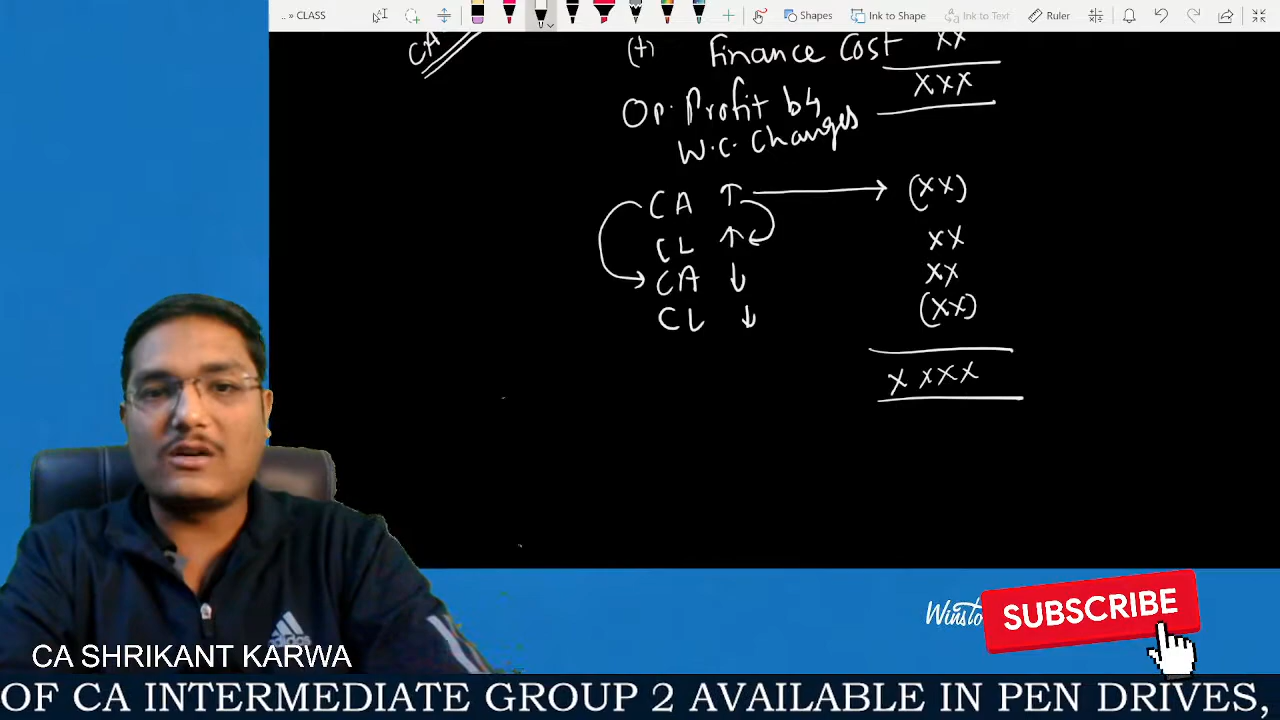 .. » CLASS
Shapes
Ink to Shape
Ink to Text
Ruler
CA
(+) Finance Cost XX
XXX
Op. Profit b4
W.C. Changes
CA ↑ → (XX)
CL ↑ XX
CA ↓ XX
CL ↓ (XX)
XXXX
Winsto
SUBSCRIBE
adidas
CA SHRIKANT KARWA
OF CA INTERMEDIATE GROUP 2 AVAILABLE IN PEN DRIVES,